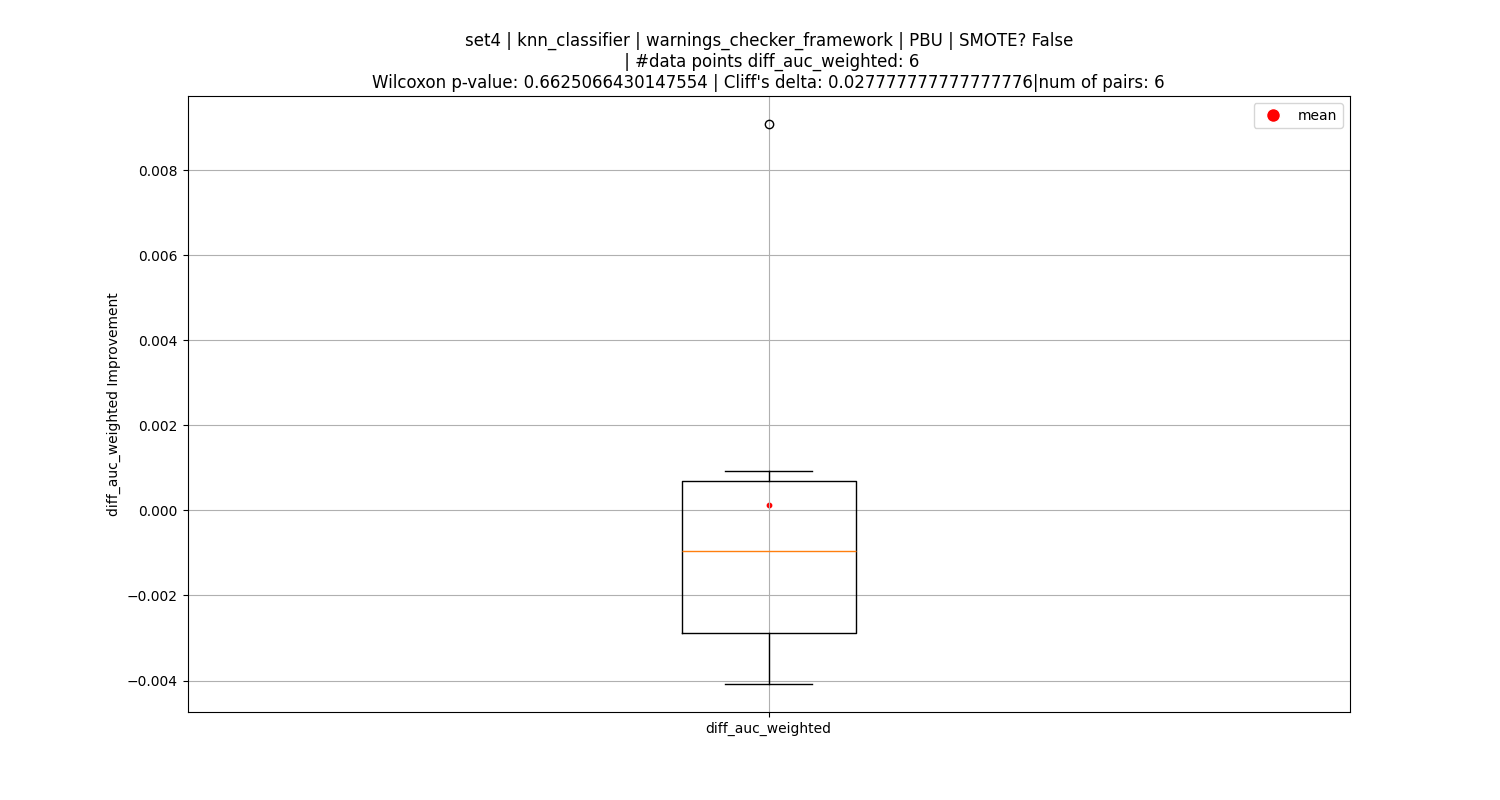 set4 | knn_classifier | warnings_checker_framework | PBU | SMOTE? False
| #data points diff_auc_weighted: 6
Wilcoxon p-value: 0.6625066430147554 | Cliff's delta: 0.027777777777777776|num of pairs: 6
mean
0.008
0.006
0.004
0.002
0.000
−0.002
−0.004
diff_auc_weighted Improvement
diff_auc_weighted